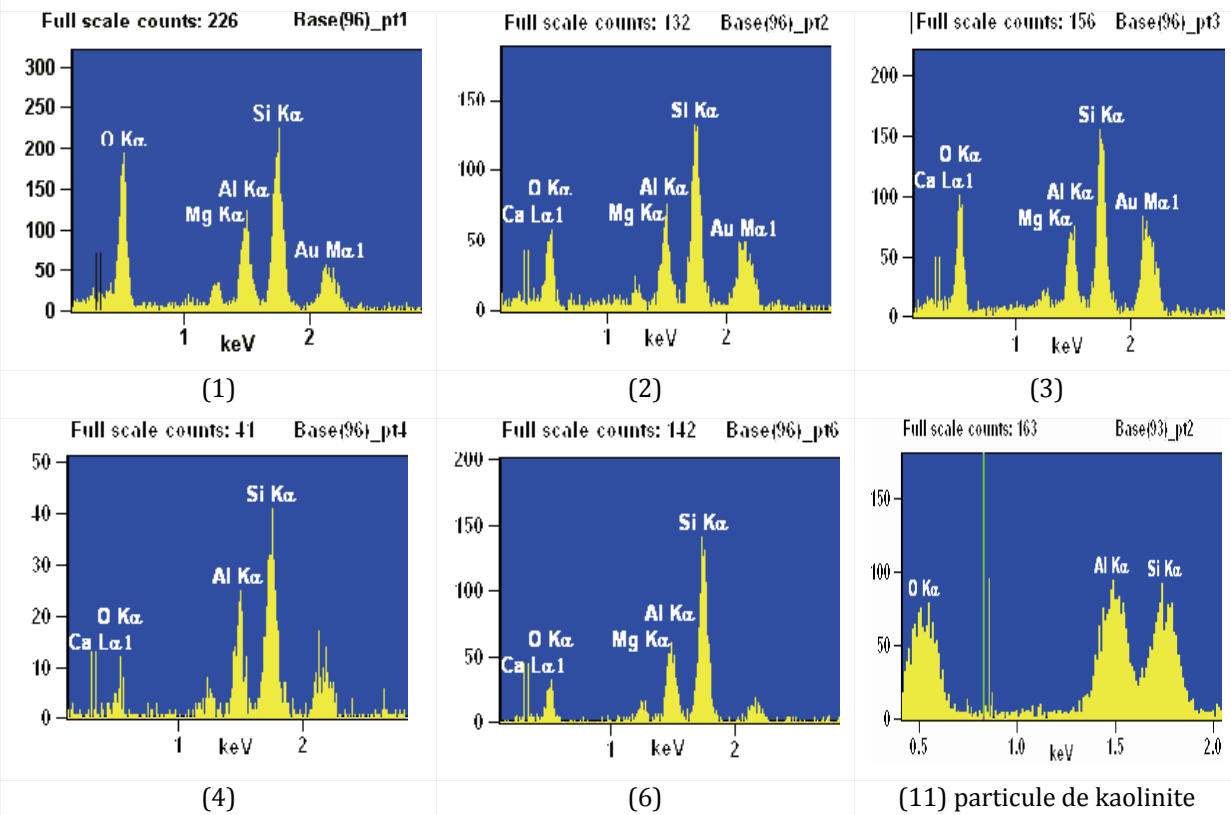 Full scale counts: 226 Base(96)_pt1
300
250
200
150
100
50
0
O Kα
Mg Kα
Al Kα
Si Kα
Au Mα1
1 2
keV
(1)
Full scale counts: 132 Base(96)_pt2
150
100
50
0
Ca Lα1
O Kα
Mg Kα
Al Kα
SI Kα
Au Mα1
1 keV 2
(2)
Full scale counts: 156 Base(96)_pt3
200
150
100
50
0
Ca Lα1
O Kα
Mg Kα
Al Kα
Si Kα
Au Mα1
1 keV 2
(3)
Full scale counts: 41 Base(96)_pt4
50
40
30
20
10
0
Ca Lα1
O Kα
Al Kα
Si Kα
1 keV 2
(4)
Full scale counts: 142 Base(96)_pt6
200
150
100
50
0
Ca Lα1
O Kα
Mg Kα
Al Kα
Si Kα
1 keV 2
(6)
Full scale counts: 163 Base(93)_pt2
150
100
50
0
O Kα
Al Kα
Si Kα
0.5 1.0 keV 1.5 2.0
(11) particule de kaolinite